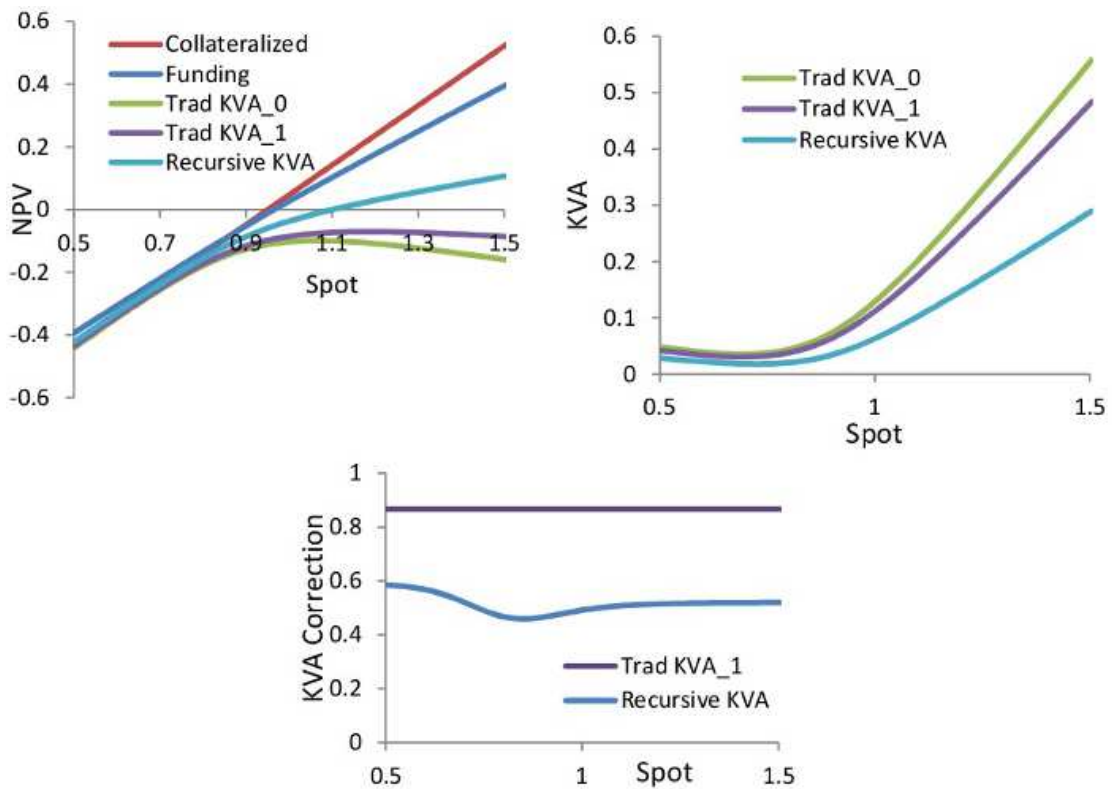 0.6
Collateralized
Funding
Trad KVA_0
Trad KVA_1
Recursive KVA
0.4
0.2
0
-0.2
-0.4
-0.6
NPV
0.5 0.7 0.9 1.1 1.3 1.5
Spot
0.6
0.5
0.4
0.3
0.2
0.1
0
KVA
Trad KVA_0
Trad KVA_1
Recursive KVA
0.5 1 1.5
Spot
1
0.8
0.6
0.4
0.2
0
KVA Correction
Trad KVA_1
Recursive KVA
0.5 1 1.5
Spot